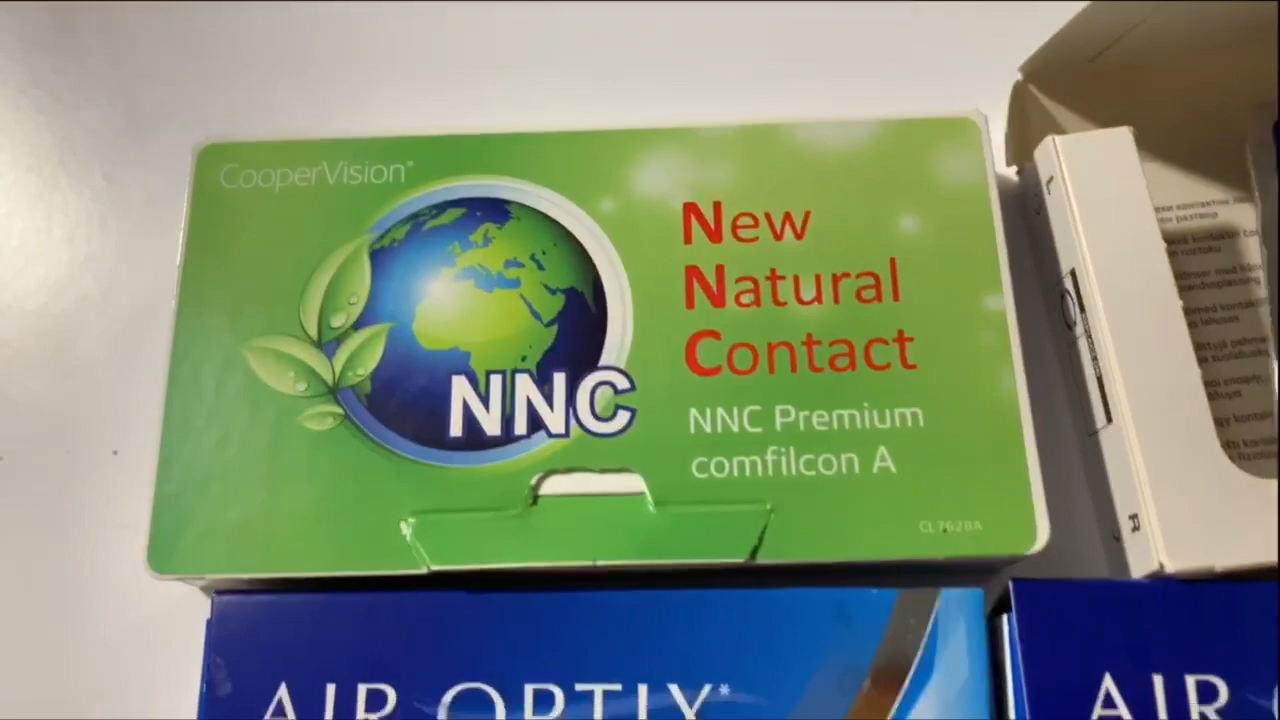 CooperVision®
New
Natural
Contact
NNC
NNC Premium
comfilcon A
CL7628A
L
R
AIR OPTIX*
AIR